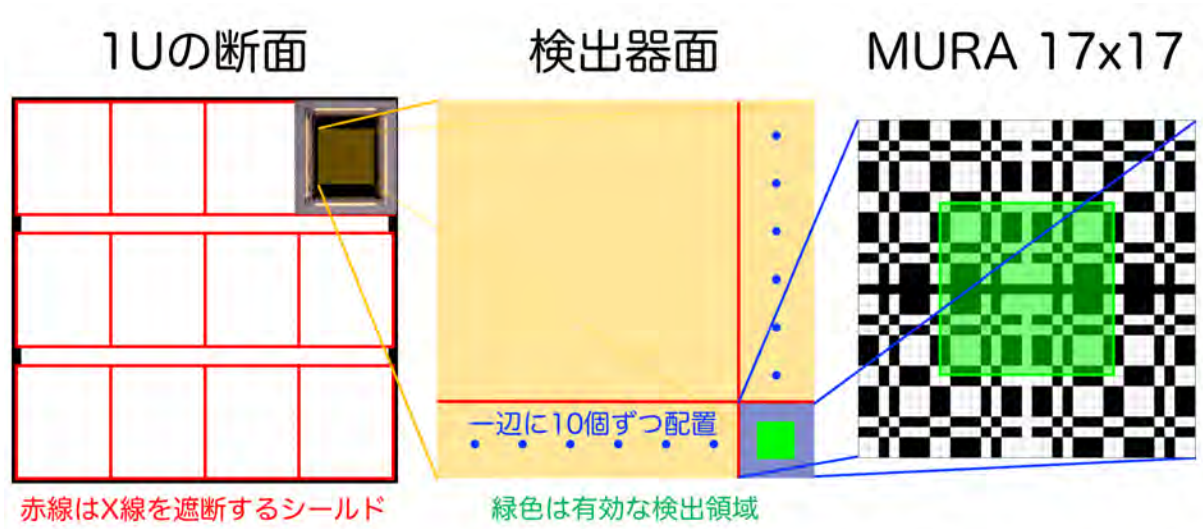 1Uの断面
検出器面
MURA 17x17
一辺に10個ずつ配置
赤線はX線を遮断するシールド
緑色は有効な検出領域